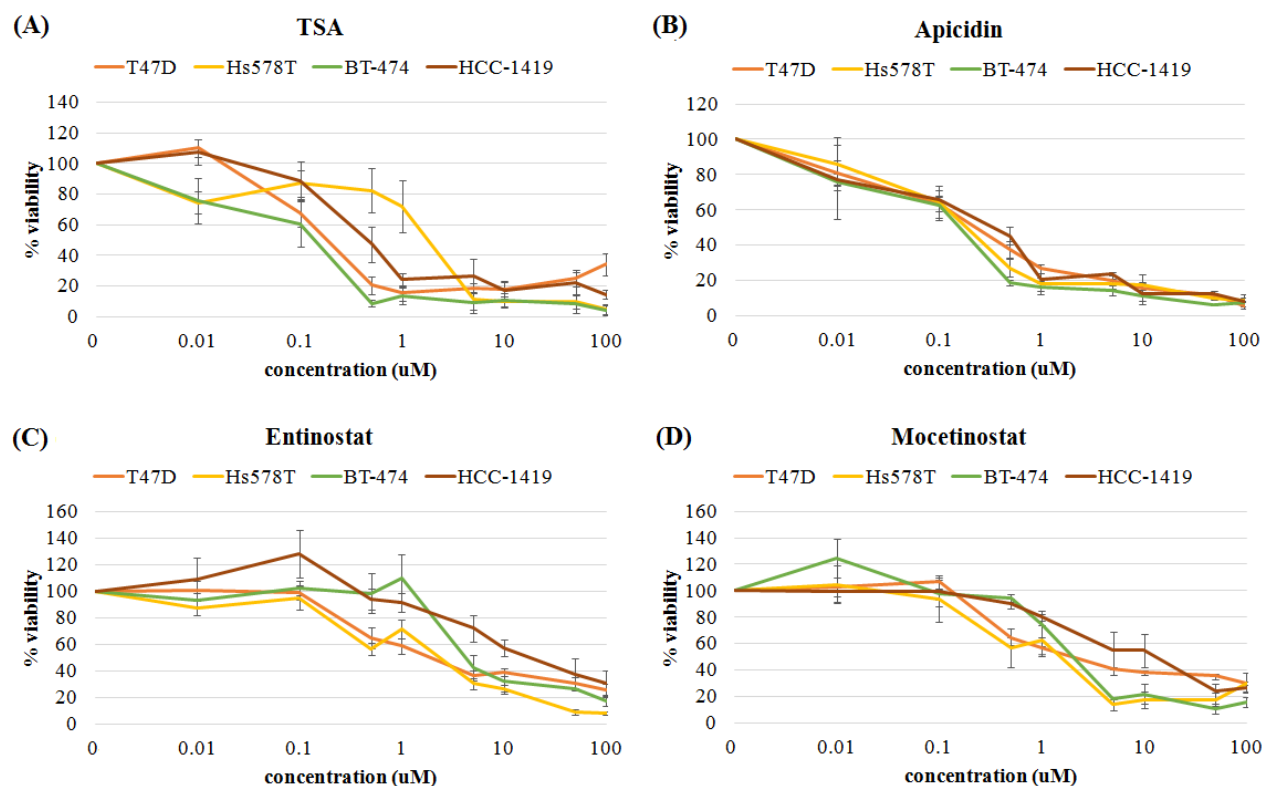 (A) TSA
T47D Hs578T BT-474 HCC-1419
140
120
100
80
60
40
20
0
% viability
0 0.01 0.1 1 10 100
concentration (uM)
(B) Apicidin
T47D Hs578T BT-474 HCC-1419
120
100
80
60
40
20
0
% viability
0 0.01 0.1 1 10 100
concentration (uM)
(C) Entinostat
T47D Hs578T BT-474 HCC-1419
160
140
120
100
80
60
40
20
0
% viability
0 0.01 0.1 1 10 100
concentration (uM)
(D) Mocetinostat
T47D Hs578T BT-474 HCC-1419
160
140
120
100
80
60
40
20
0
% viability
0 0.01 0.1 1 10 100
concentration (uM)